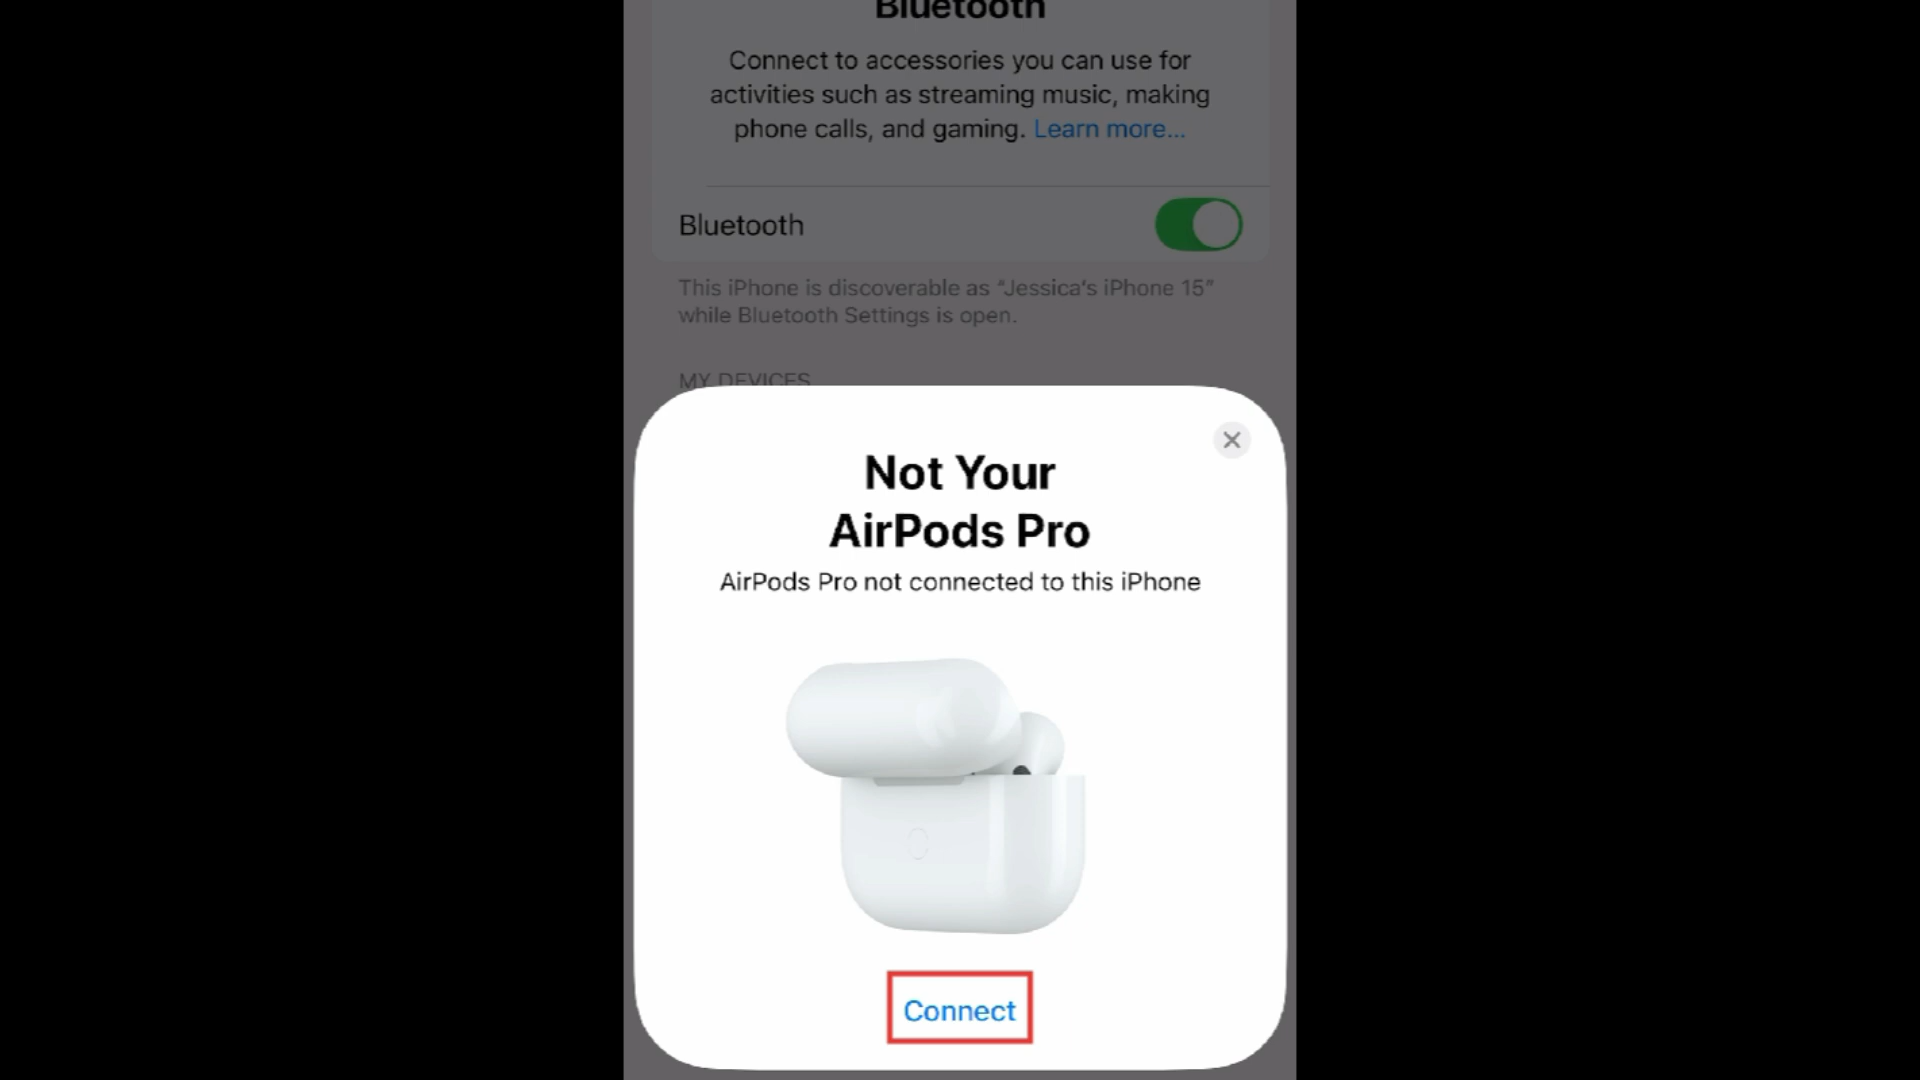 Bluetooth
Connect to accessories you can use for
activities such as streaming music, making
phone calls, and gaming. Learn more...
Bluetooth
This iPhone is discoverable as “Jessica's iPhone 15”
while Bluetooth Settings is open.
MY DEVICES
Not Your
AirPods Pro
AirPods Pro not connected to this iPhone
Connect